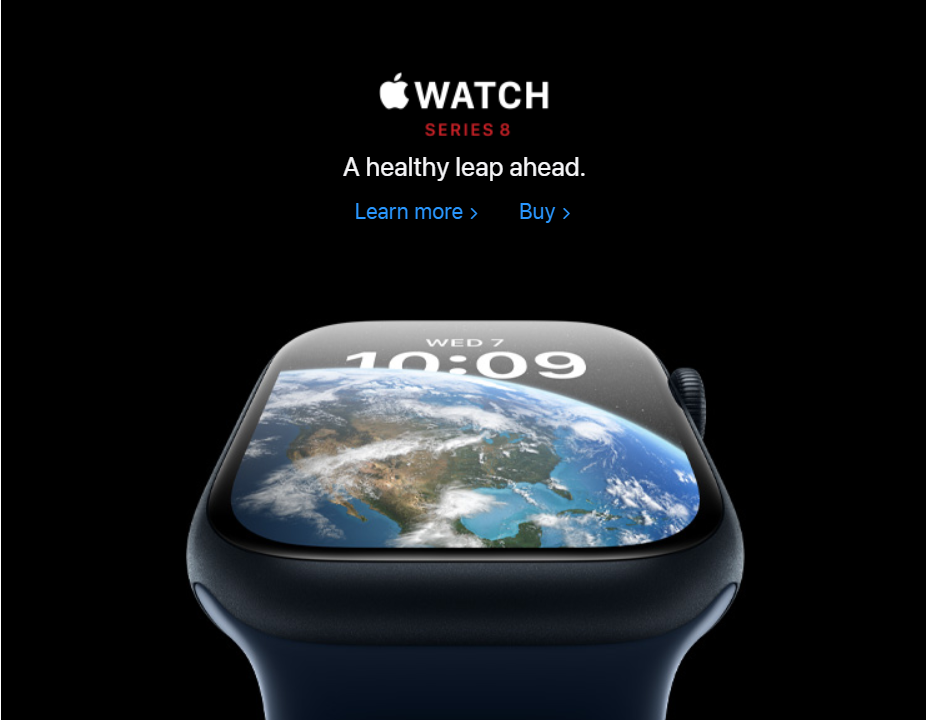 WATCH
SERIES 8
A healthy leap ahead.
Learn more >
Buy >
WED 7
10:09